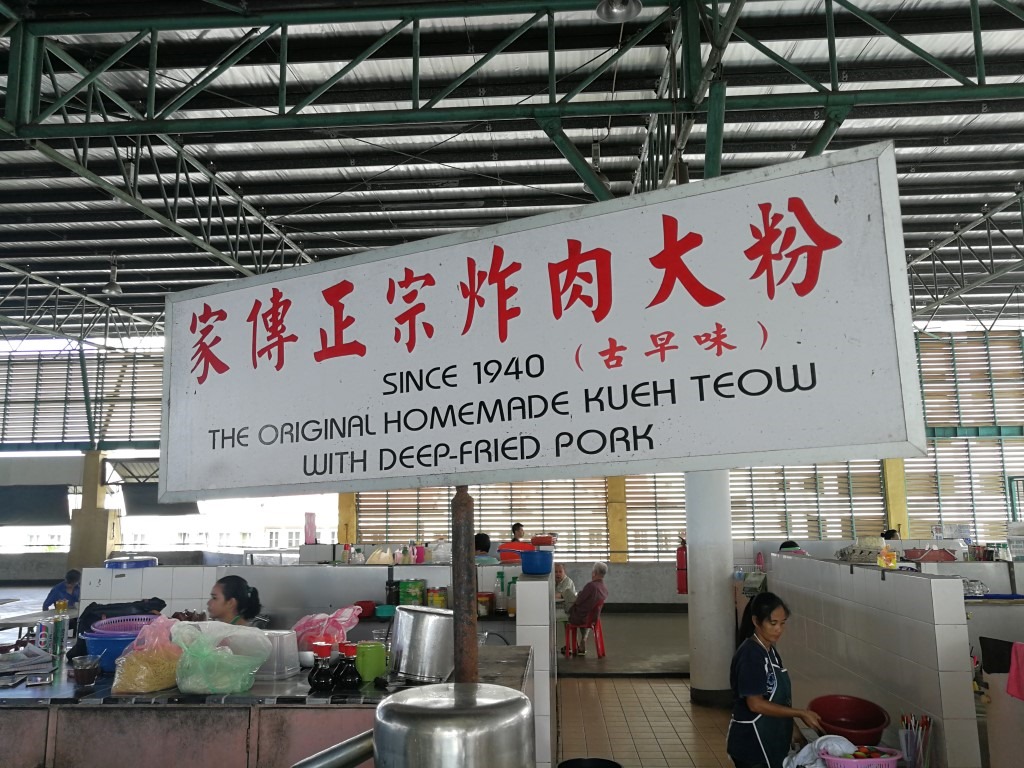 家傳正宗炸肉大粉
SINCE 1940 (古早味)
THE ORIGINAL HOMEMADE KUEH TEOW
WITH DEEP-FRIED PORK